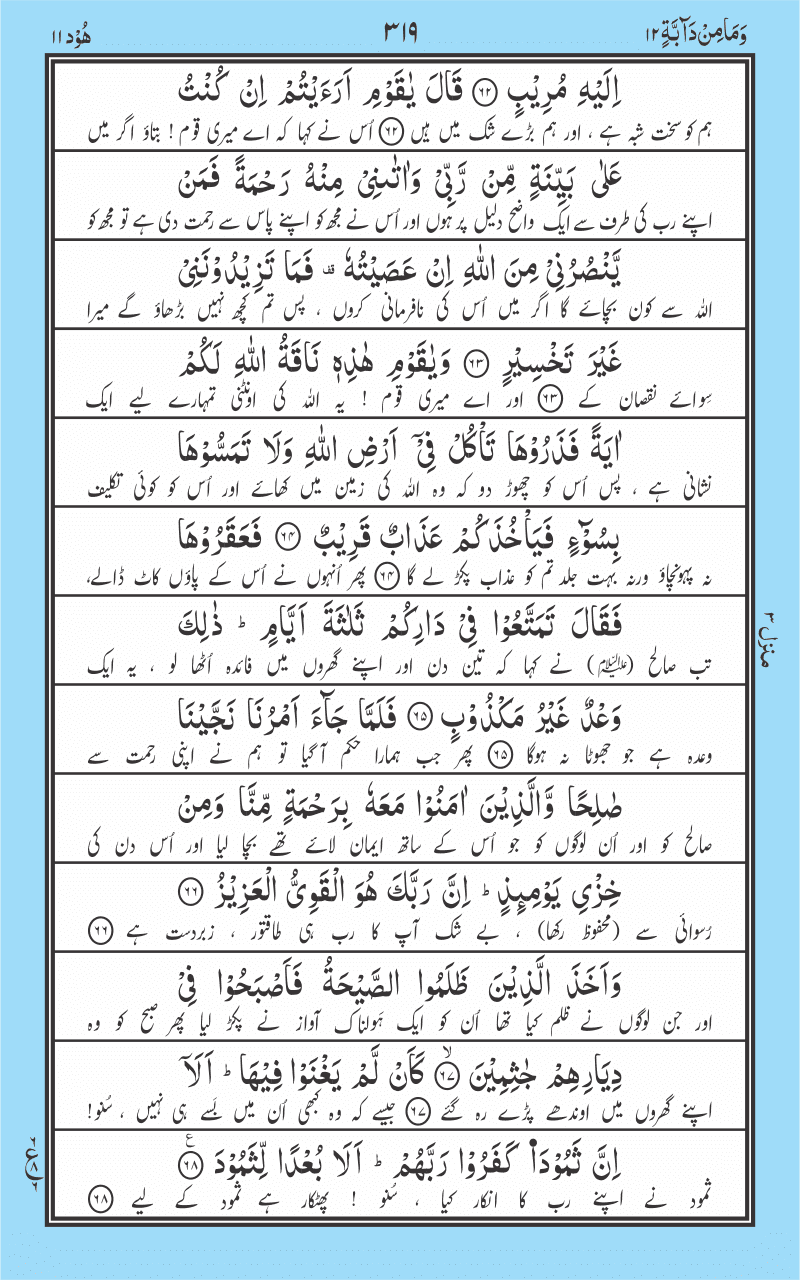 وَمَا مِنْ دَآبَّةٍ ١٢
٣١٩
هُوْد ١١
اِلَيْهِ مُرِيْبٍ ﴿۶۲﴾ قَالَ يٰقَوْمِ اَرَءَيْتُمْ اِنْ كُنْتُ
ہم کو سخت شبہ ہے ، اور ہم بڑے شک میں ہیں ﴿۶۲﴾ اُس نے کہا کہ اے میری قوم ! بتاؤ اگر میں
عَلٰى بَيِّنَةٍ مِّنْ رَّبِّىْ وَاٰتٰىنِىْ مِنْهُ رَحْمَةً فَمَنْ
اپنے رب کی طرف سے ایک واضح دلیل پر ہوں اور اُس نے مجھ کو اپنے پاس سے رحمت دی ہے تو مجھ کو
يَّنْصُرُنِىْ مِنَ اللّٰهِ اِنْ عَصَيْتُهٗ ۟ فَمَا تَزِيْدُوْنَنِىْ
اللہ سے کون بچائے گا اگر میں اُس کی نافرمانی کروں ، پس تم کچھ نہیں بڑھاؤ گے میرا
غَيْرَ تَخْسِيْرٍ ﴿۶۳﴾ وَيٰقَوْمِ هٰذِهٖ نَاقَةُ اللّٰهِ لَكُمْ
سِوائے نقصان کے ﴿۶۳﴾ اور اے میری قوم ! یہ اللہ کی اونٹنی تمہارے لیے ایک
اٰيَةً فَذَرُوْهَا تَاْكُلْ فِىْۤ اَرْضِ اللّٰهِ وَلَا تَمَسُّوْهَا
نشانی ہے ، پس اُس کو چھوڑ دو کہ وہ اللہ کی زمین میں کھائے اور اُس کو کوئی تکلیف
بِسُوْٓءٍ فَيَاْخُذَكُمْ عَذَابٌ قَرِيْبٌ ﴿۶۴﴾ فَعَقَرُوْهَا
نہ پہونچاؤ ورنہ بہت جلد تم کو عذاب پکڑ لے گا ﴿۶۴﴾ پھر اُنہوں نے اُس کے پاؤں کاٹ ڈالے،
فَقَالَ تَمَتَّعُوْا فِىْ دَارِكُمْ ثَلٰثَةَ اَيَّامٍ ؕ ذٰلِكَ
تب صالح (علیہ السلام) نے کہا کہ تین دن اور اپنے گھروں میں فائدہ اُٹھا لو ، یہ ایک
وَعْدٌ غَيْرُ مَكْذُوْبٍ ﴿۶۵﴾ فَلَمَّا جَآءَ اَمْرُنَا نَجَّيْنَا
وعدہ ہے جو جھوٹا نہ ہوگا ﴿۶۵﴾ پھر جب ہمارا حکم آ گیا تو ہم نے اپنی رحمت سے
صٰلِحًا وَّالَّذِيْنَ اٰمَنُوْا مَعَهٗ بِرَحْمَةٍ مِّنَّا وَمِنْ
صالح کو اور اُن لوگوں کو جو اُس کے ساتھ ایمان لائے تھے بچا لیا اور اُس دن کی
خِزْىِ يَوْمِئِذٍ ؕ اِنَّ رَبَّكَ هُوَ الْقَوِىُّ الْعَزِيْزُ ﴿۶۶﴾
رُسوائی سے (محفوظ رکھا) ، بے شک آپ کا رب ہی طاقتور ، زبردست ہے ﴿۶۶﴾
وَاَخَذَ الَّذِيْنَ ظَلَمُوا الصَّيْحَةُ فَاَصْبَحُوْا فِىْ
اور جن لوگوں نے ظلم کیا تھا اُن کو ایک ہَولناک آواز نے پکڑ لیا پھر صبح کو وہ
دِيَارِهِمْ جٰثِمِيْنَ ۙ﴿۶۷﴾ كَاَنْ لَّمْ يَغْنَوْا فِيْهَا ؕ اَلَآ
اپنے گھروں میں اوندھے پڑے رہ گئے ﴿۶۷﴾ جیسے کہ وہ کبھی اُن میں بَسے ہی نہیں ، سُنو!
اِنَّ ثَمُوْدَا۟ كَفَرُوْا رَبَّهُمْ ؕ اَلَا بُعْدًا لِّثَمُوْدَ ﴿۶۸﴾ ع
ثمود نے اپنے رب کا انکار کیا ، سُنو ! پھٹکار ہے ثمود کے لیے ﴿۶۸﴾
منزل ٣